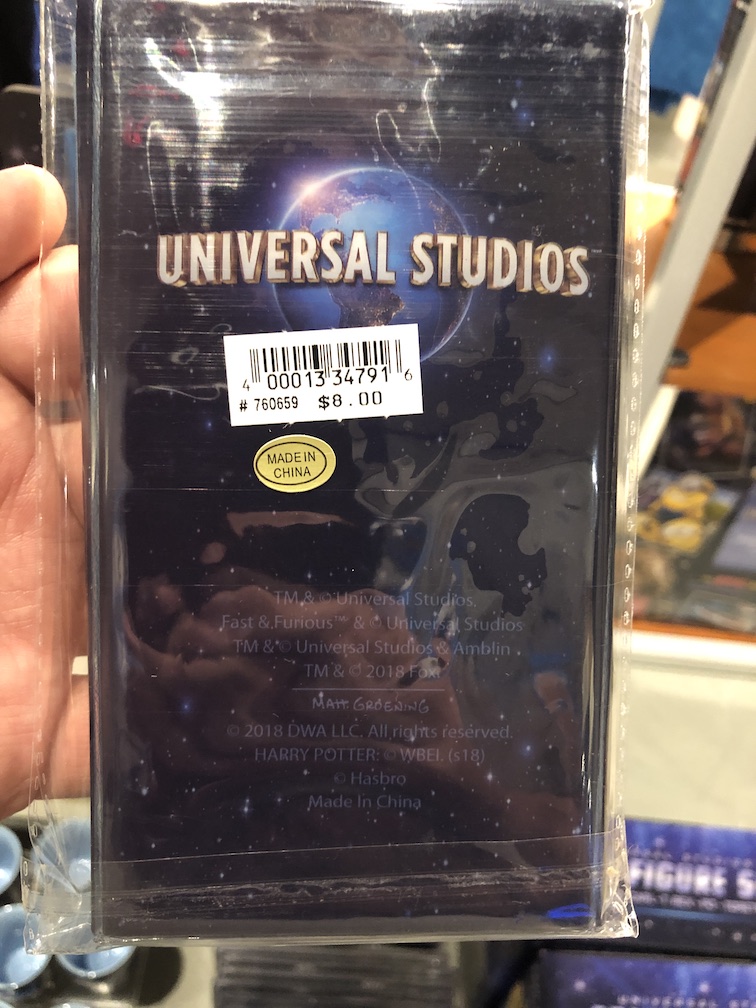 UNIVERSAL STUDIOS
4 00013 34791 6
# 760659 $8.00
MADE IN
CHINA
TM & © Universal Studios.
Fast & Furious™ & © Universal Studios
TM & © Universal Studios & Amblin
TM & © 2018 Fox
MATT GROENING
© 2018 DWA LLC. All rights reserved.
HARRY POTTER: © WBEI. (s18)
© Hasbro
Made In China
FIGURE